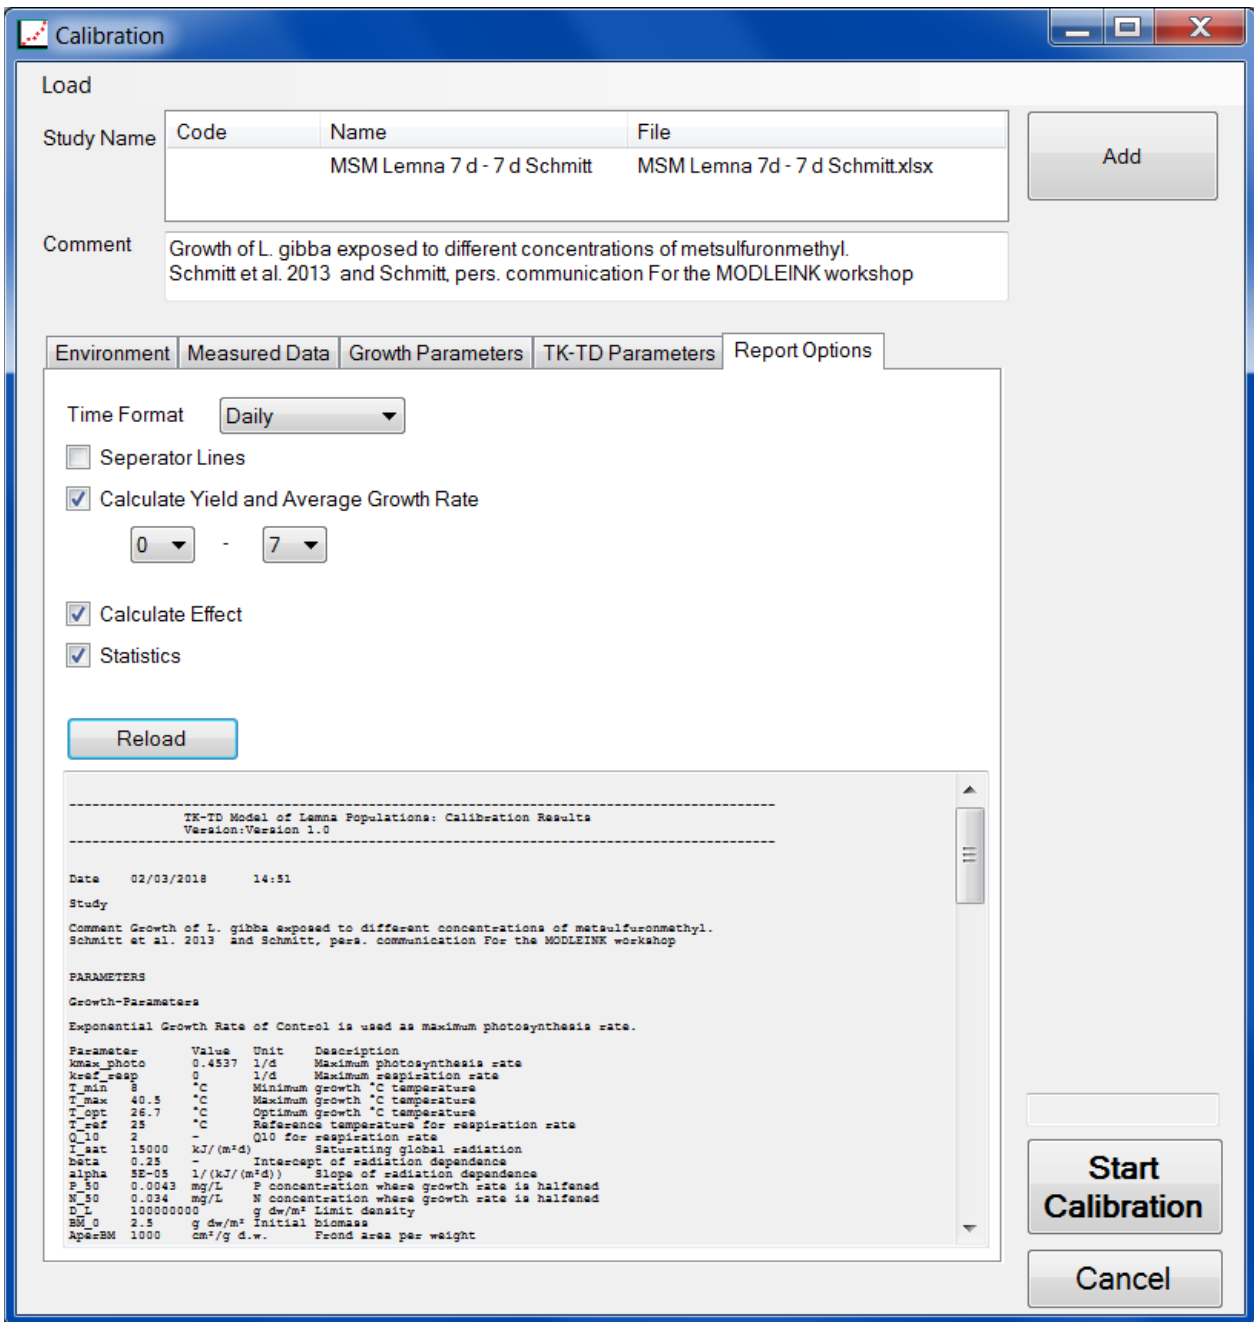 Calibration
Load
Study Name
Code Name File
MSM Lemna 7 d - 7 d Schmitt MSM Lemna 7d - 7 d Schmitt.xlsx
Add
Comment
Growth of L. gibba exposed to different concentrations of metsulfuronmethyl.
Schmitt et al. 2013 and Schmitt, pers. communication For the MODLEINK workshop
Environment Measured Data Growth Parameters TK-TD Parameters Report Options
Time Format Daily
Seperator Lines
Calculate Yield and Average Growth Rate
0 - 7
Calculate Effect
Statistics
Reload
--------------------------------------------------------------------------------------------
TK-TD Model of Lemna Populations: Calibration Results
Version:Version 1.0
--------------------------------------------------------------------------------------------
Date 02/03/2018 14:51
Study
Comment Growth of L. gibba exposed to different concentrations of metsulfuronmethyl.
Schmitt et al. 2013 and Schmitt, pers. communication For the MODLEINK workshop
PARAMETERS
Growth-Parameters
Exponential Growth Rate of Control is used as maximum photosynthesis rate.
Parameter Value Unit Description
kmax_photo 0.4537 1/d Maximum photosynthesis rate
kref_resp 0 1/d Maximum respiration rate
T_min 8 °C Minimum growth °C temperature
T_max 40.5 °C Maximum growth °C temperature
T_opt 26.7 °C Optimum growth °C temperature
T_ref 25 °C Reference temperature for respiration rate
Q_10 2 - Q10 for respiration rate
I_sat 15000 kJ/(m²d) Saturating global radiation
beta 0.25 - Intercept of radiation dependence
alpha 5E-05 1/(kJ/(m²d)) Slope of radiation dependence
P_50 0.0043 mg/L P concentration where growth rate is halfened
N_50 0.034 mg/L N concentration where growth rate is halfened
D_L 100000000 g dw/m² Limit density
BM_0 2.5 g dw/m² Initial biomass
AperBM 1000 cm²/g d.w. Frond area per weight
Start
Calibration
Cancel